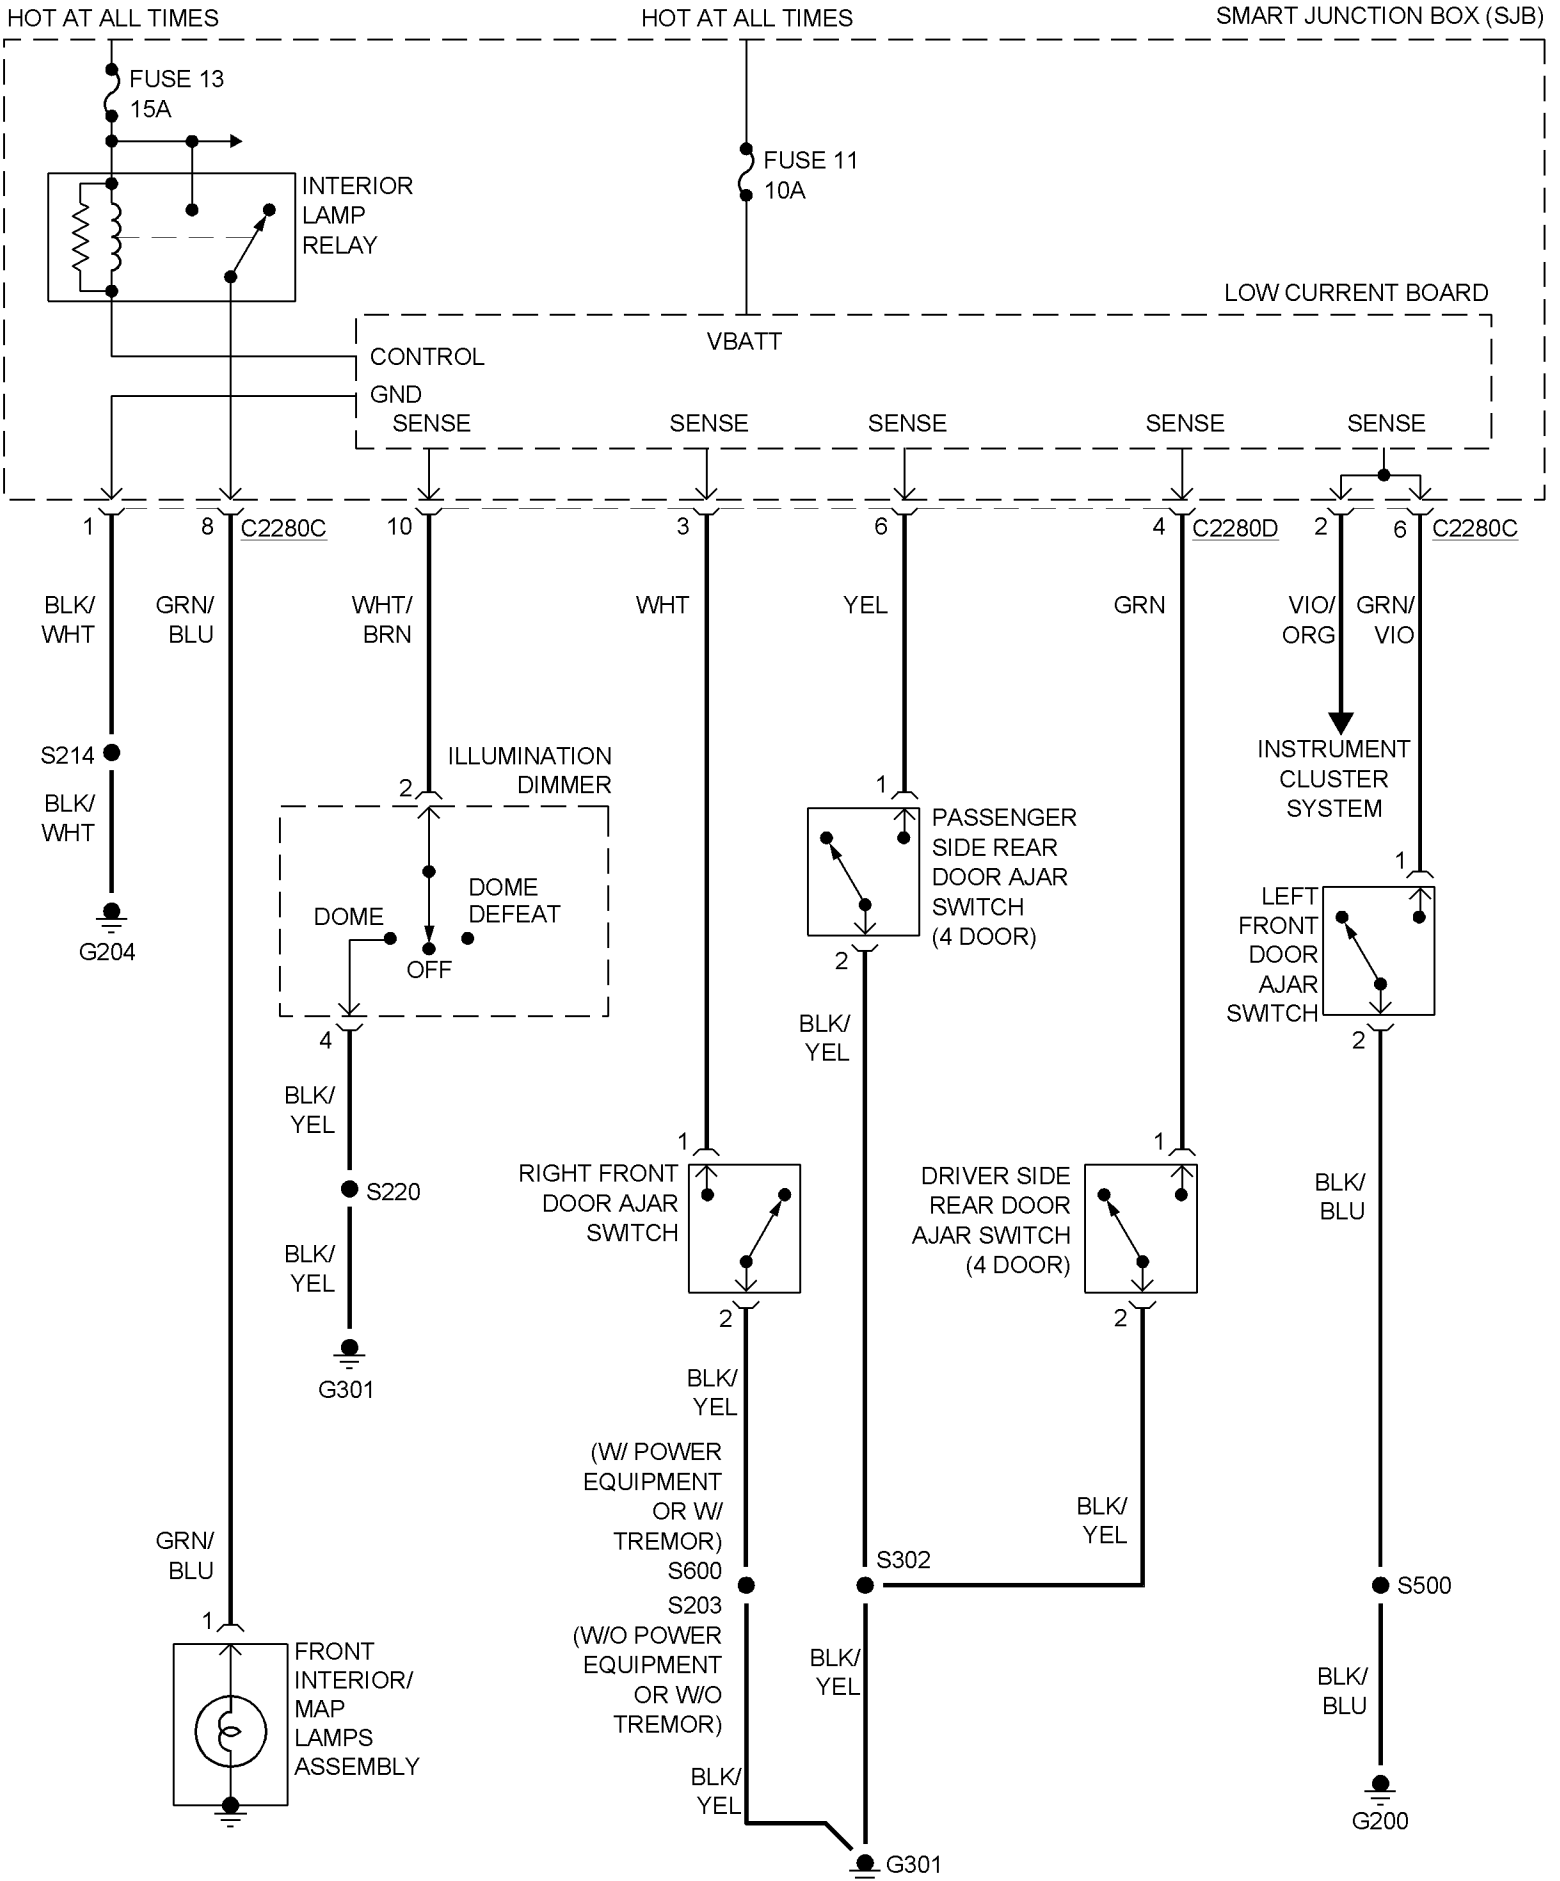 HOT AT ALL TIMES
HOT AT ALL TIMES
SMART JUNCTION BOX (SJB)
FUSE 13
15A
FUSE 11
10A
INTERIOR
LAMP
RELAY
LOW CURRENT BOARD
VBATT
CONTROL
GND
SENSE
SENSE
SENSE
SENSE
SENSE
1
8
C2280C
10
3
6
4
C2280D
2
6
C2280C
BLK/
WHT
GRN/
BLU
WHT/
BRN
WHT
YEL
GRN
VIO/
ORG
GRN/
VIO
S214
BLK/
WHT
G204
ILLUMINATION
DIMMER
2
DOME
DOME
DEFEAT
OFF
4
BLK/
YEL
S220
BLK/
YEL
G301
1
PASSENGER
SIDE REAR
DOOR AJAR
SWITCH
(4 DOOR)
2
BLK/
YEL
INSTRUMENT
CLUSTER
SYSTEM
1
LEFT
FRONT
DOOR
AJAR
SWITCH
2
BLK/
BLU
1
RIGHT FRONT
DOOR AJAR
SWITCH
2
BLK/
YEL
1
DRIVER SIDE
REAR DOOR
AJAR SWITCH
(4 DOOR)
2
BLK/
YEL
(W/ POWER
EQUIPMENT
OR W/
TREMOR)
S600
S203
(W/O POWER
EQUIPMENT
OR W/O
TREMOR)
BLK/
YEL
S302
BLK/
YEL
G301
S500
BLK/
BLU
G200
GRN/
BLU
1
FRONT
INTERIOR/
MAP
LAMPS
ASSEMBLY